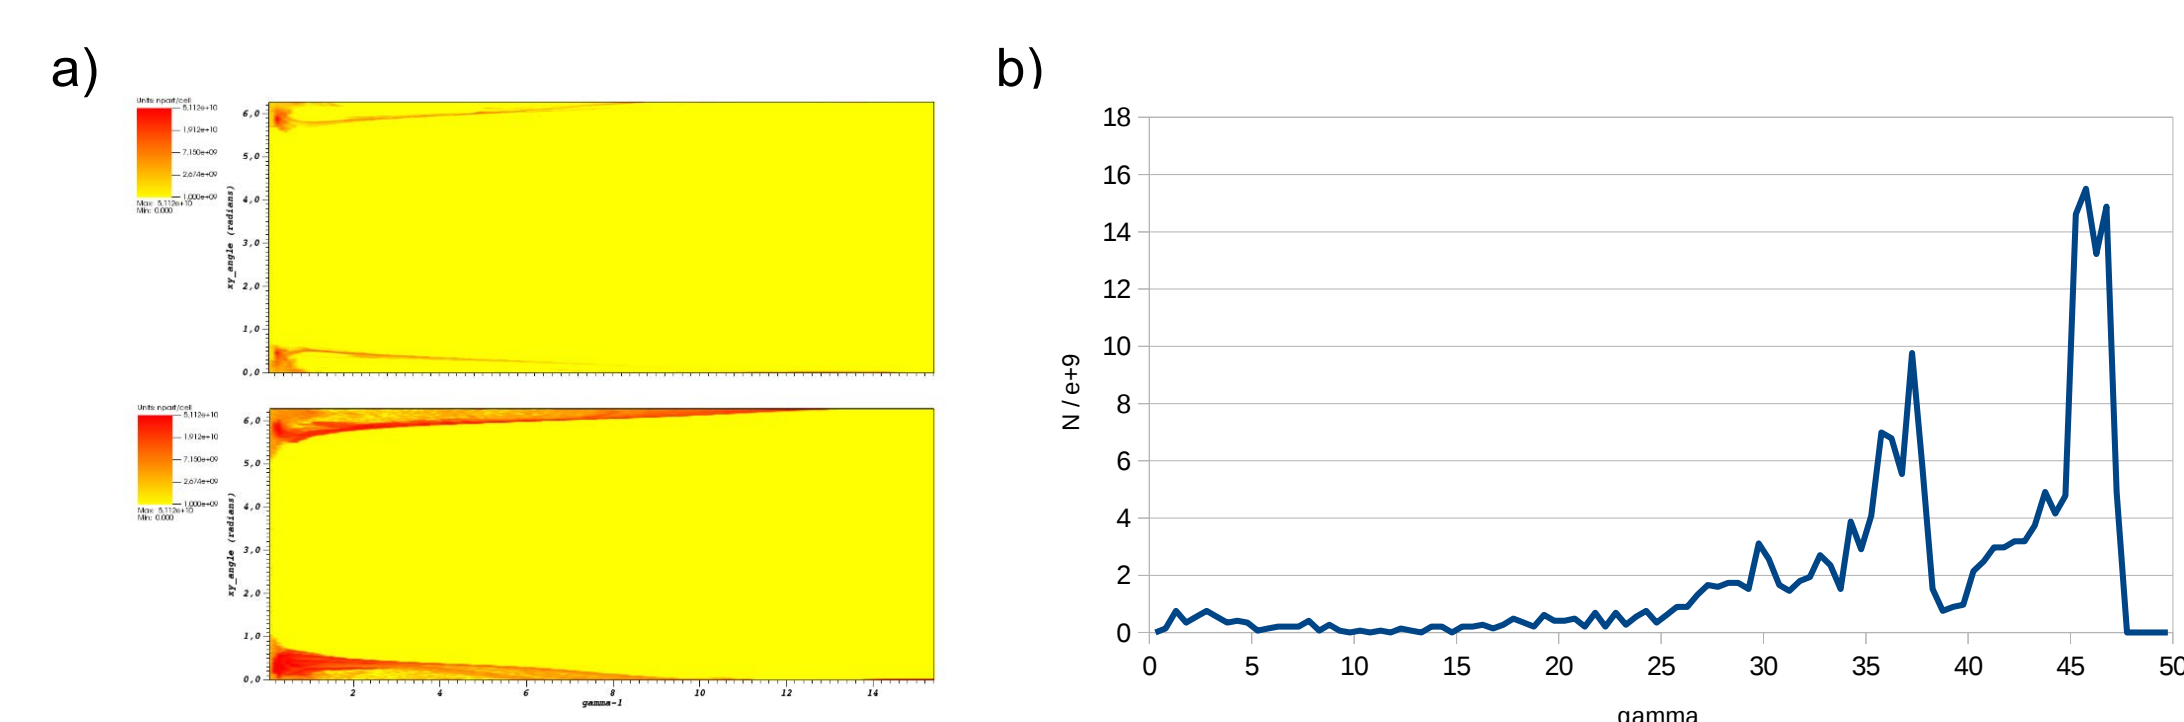 a)
Units: npart/cell
5,112e+10
1,912e+10
7,150e+09
2,674e+09
1,000e+09
Max: 5,112e+10
Min: 0,000
xy_angle (radians)
6,0
5,0
4,0
3,0
2,0
1,0
0,0
Units: npart/cell
5,112e+10
1,912e+10
7,150e+09
2,674e+09
1,000e+09
Max: 5,112e+10
Min: 0,000
xy_angle (radians)
6,0
5,0
4,0
3,0
2,0
1,0
0,0
2 4 6 8 10 12 14
gamma-1
b)
N / e+9
18
16
14
12
10
8
6
4
2
0
0 5 10 15 20 25 30 35 40 45 50
gamma